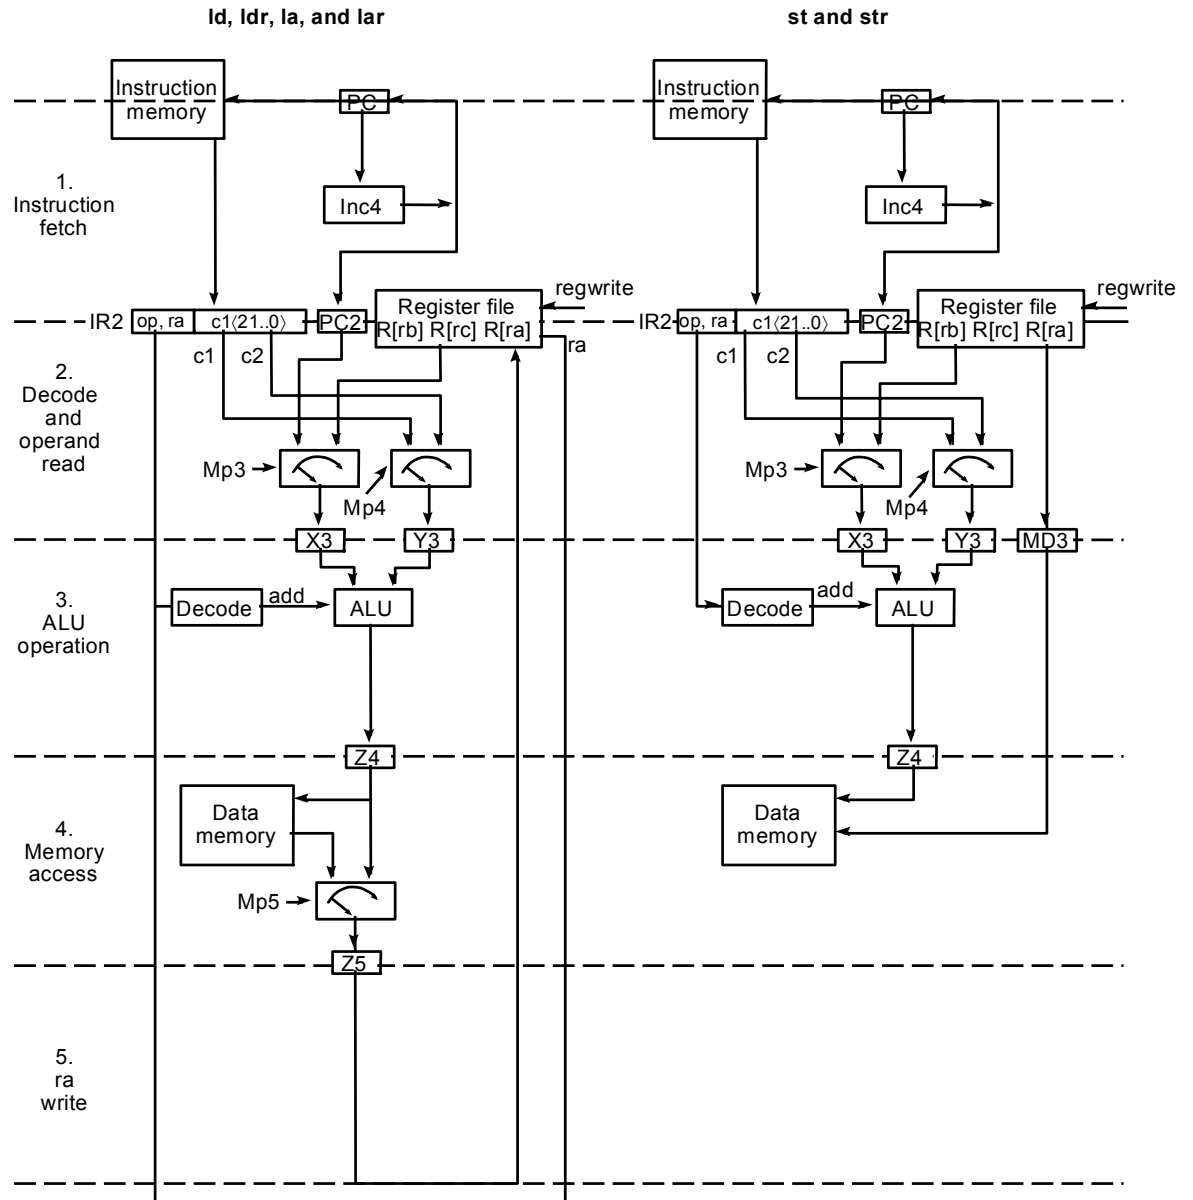 ld, ldr, la, and lar
st and str
Instruction
memory
PC
Instruction
memory
PC
1.
Instruction
fetch
Inc4
Inc4
regwrite
regwrite
IR2
op, ra
c1⟨21..0⟩
PC2
Register file
R[rb] R[rc] R[ra]
ra
IR2
op, ra
c1⟨21..0⟩
PC2
Register file
R[rb] R[rc] R[ra]
c1
c2
c1
c2
2.
Decode
and
operand
read
Mp3
Mp4
Mp3
Mp4
X3
Y3
X3
Y3
MD3
3.
ALU
operation
Decode
add
ALU
Decode
add
ALU
Z4
Z4
4.
Memory
access
Data
memory
Data
memory
Mp5
Z5
5.
ra
write